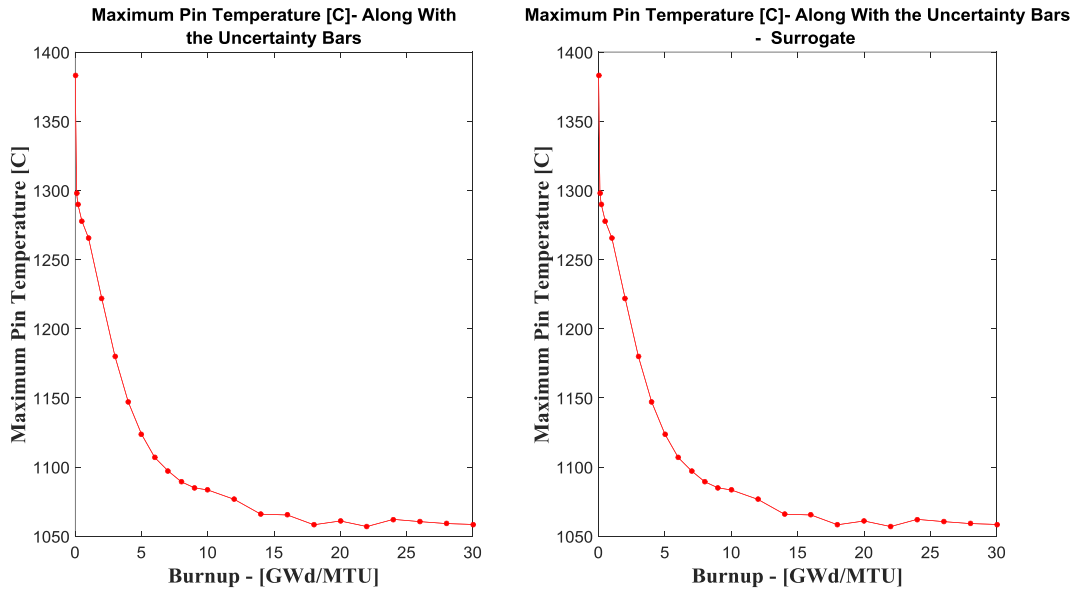 Maximum Pin Temperature [C]- Along With
the Uncertainty Bars
1400
1350
1300
1250
1200
1150
1100
1050
Maximum Pin Temperature [C]
0 5 10 15 20 25 30
Burnup - [GWd/MTU]
Maximum Pin Temperature [C]- Along With the Uncertainty Bars
- Surrogate
1400
1350
1300
1250
1200
1150
1100
1050
Maximum Pin Temperature [C]
0 5 10 15 20 25 30
Burnup - [GWd/MTU]